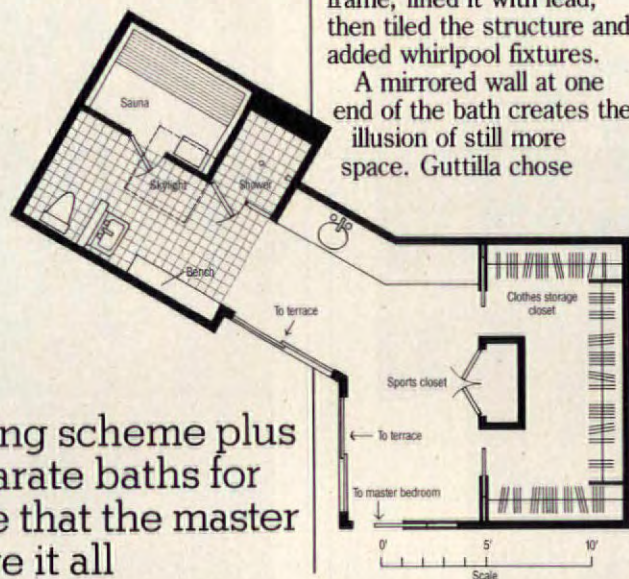 frame, lined it with lead,
then tiled the structure and
added whirlpool fixtures.
A mirrored wall at one
end of the bath creates the
illusion of still more
space. Guttilla chose
Sauna
Skylight
Shower
Bench
To terrace
Clothes storage
closet
Sports closet
To terrace
To master bedroom
0' 5' 10'
Scale
ng scheme plus
arate baths for
e that the master
e it all